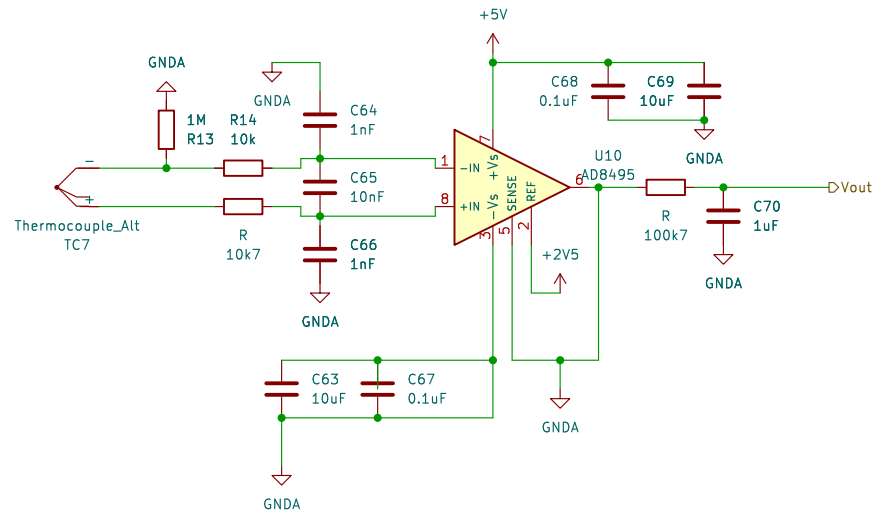 +5V
GNDA
GNDA
1M
R13
R14
10k
C64
1nF
C68
0.1uF
C69
10uF
GNDA
−
+
Thermocouple_Alt
TC7
R
10k7
C65
10nF
C66
1nF
GNDA
1
−IN
8
+IN
7
+Vs
−Vs
3
SENSE
5
REF
2
6
U10
AD8495
+2V5
R
100k7
C70
1uF
GNDA
Vout
C63
10uF
C67
0.1uF
GNDA
GNDA